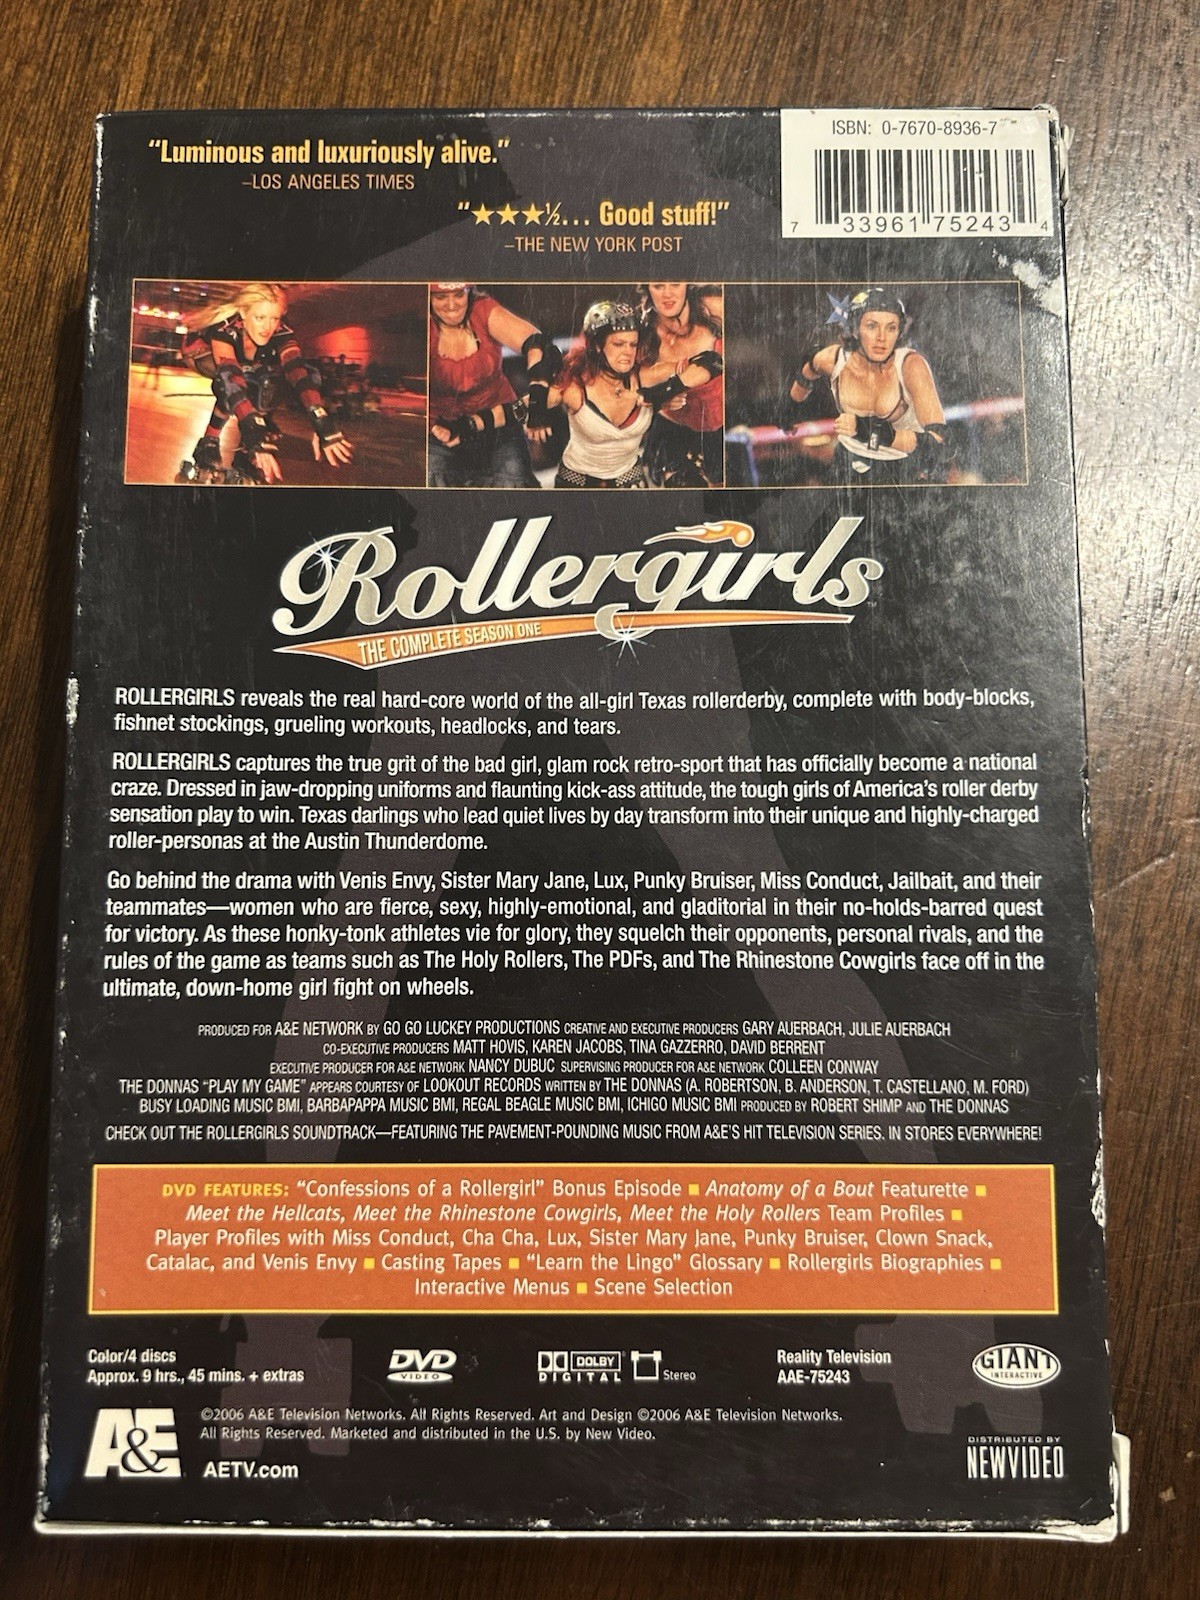 "Luminous and luxuriously alive."
–LOS ANGELES TIMES
"★★★½... Good stuff!"
–THE NEW YORK POST
ISBN: 0-7670-8936-7
7 33961 75243 4
Rollergirls
THE COMPLETE SEASON ONE
ROLLERGIRLS reveals the real hard-core world of the all-girl Texas rollerderby, complete with body-blocks,
fishnet stockings, grueling workouts, headlocks, and tears.
ROLLERGIRLS captures the true grit of the bad girl, glam rock retro-sport that has officially become a national
craze. Dressed in jaw-dropping uniforms and flaunting kick-ass attitude, the tough girls of America's roller derby
sensation play to win. Texas darlings who lead quiet lives by day transform into their unique and highly-charged
roller-personas at the Austin Thunderdome.
Go behind the drama with Venis Envy, Sister Mary Jane, Lux, Punky Bruiser, Miss Conduct, Jailbait, and their
teammates—women who are fierce, sexy, highly-emotional, and gladitorial in their no-holds-barred quest
for victory. As these honky-tonk athletes vie for glory, they squelch their opponents, personal rivals, and the
rules of the game as teams such as The Holy Rollers, The PDFs, and The Rhinestone Cowgirls face off in the
ultimate, down-home girl fight on wheels.
PRODUCED FOR A&E NETWORK BY GO GO LUCKEY PRODUCTIONS CREATIVE AND EXECUTIVE PRODUCERS GARY AUERBACH, JULIE AUERBACH
CO-EXECUTIVE PRODUCERS MATT HOVIS, KAREN JACOBS, TINA GAZZERRO, DAVID BERRENT
EXECUTIVE PRODUCER FOR A&E NETWORK NANCY DUBUC SUPERVISING PRODUCER FOR A&E NETWORK COLLEEN CONWAY
THE DONNAS "PLAY MY GAME" APPEARS COURTESY OF LOOKOUT RECORDS WRITTEN BY THE DONNAS (A. ROBERTSON, B. ANDERSON, T. CASTELLANO, M. FORD)
BUSY LOADING MUSIC BMI, BARBAPAPPA MUSIC BMI, REGAL BEAGLE MUSIC BMI, ICHIGO MUSIC BMI PRODUCED BY ROBERT SHIMP AND THE DONNAS
CHECK OUT THE ROLLERGIRLS SOUNDTRACK—FEATURING THE PAVEMENT-POUNDING MUSIC FROM A&E'S HIT TELEVISION SERIES. IN STORES EVERYWHERE!
DVD FEATURES: "Confessions of a Rollergirl" Bonus Episode ■ Anatomy of a Bout Featurette ■
Meet the Hellcats, Meet the Rhinestone Cowgirls, Meet the Holy Rollers Team Profiles ■
Player Profiles with Miss Conduct, Cha Cha, Lux, Sister Mary Jane, Punky Bruiser, Clown Snack,
Catalac, and Venis Envy ■ Casting Tapes ■ "Learn the Lingo" Glossary ■ Rollergirls Biographies ■
Interactive Menus ■ Scene Selection
Color/4 discs
Approx. 9 hrs., 45 mins. + extras
DVD
VIDEO
DOLBY
DIGITAL
Stereo
Reality Television
AAE-75243
GIANT
INTERACTIVE
A&E
©2006 A&E Television Networks. All Rights Reserved. Art and Design ©2006 A&E Television Networks.
All Rights Reserved. Marketed and distributed in the U.S. by New Video.
AETV.com
DISTRIBUTED BY
NEWVIDEO